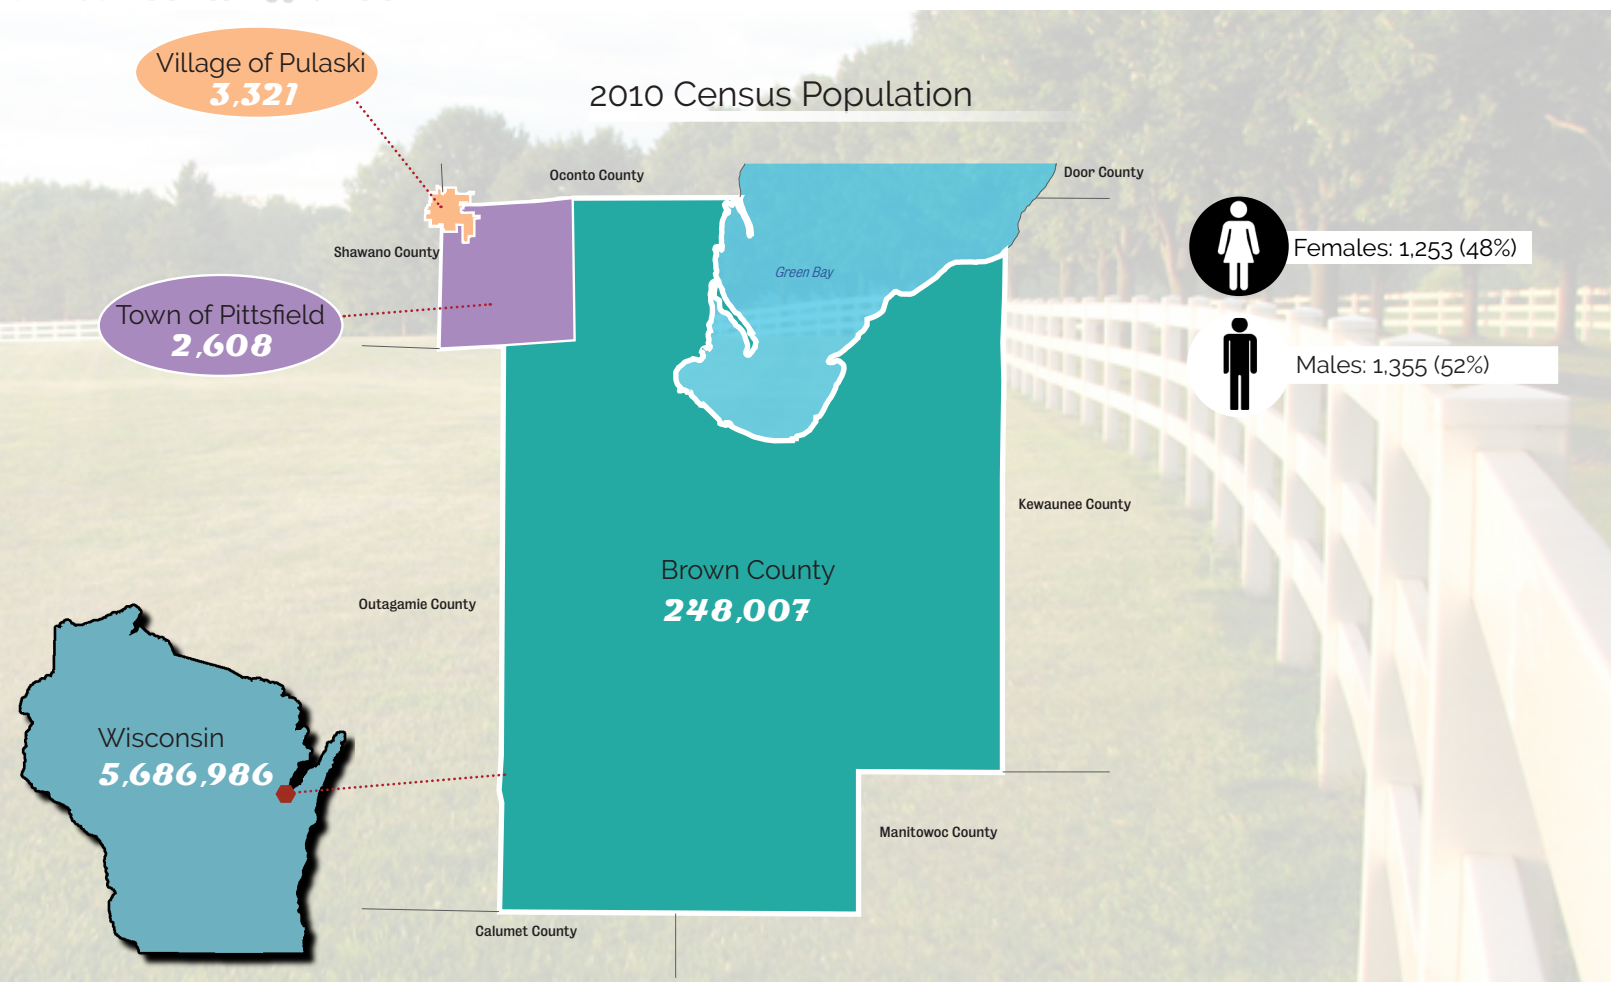 Village of Pulaski
3,321
2010 Census Population
Oconto County
Door County
Shawano County
Green Bay
Females: 1,253 (48%)
Town of Pittsfield
2,608
Males: 1,355 (52%)
Kewaunee County
Brown County
248,007
Outagamie County
Wisconsin
5,686,986
Manitowoc County
Calumet County